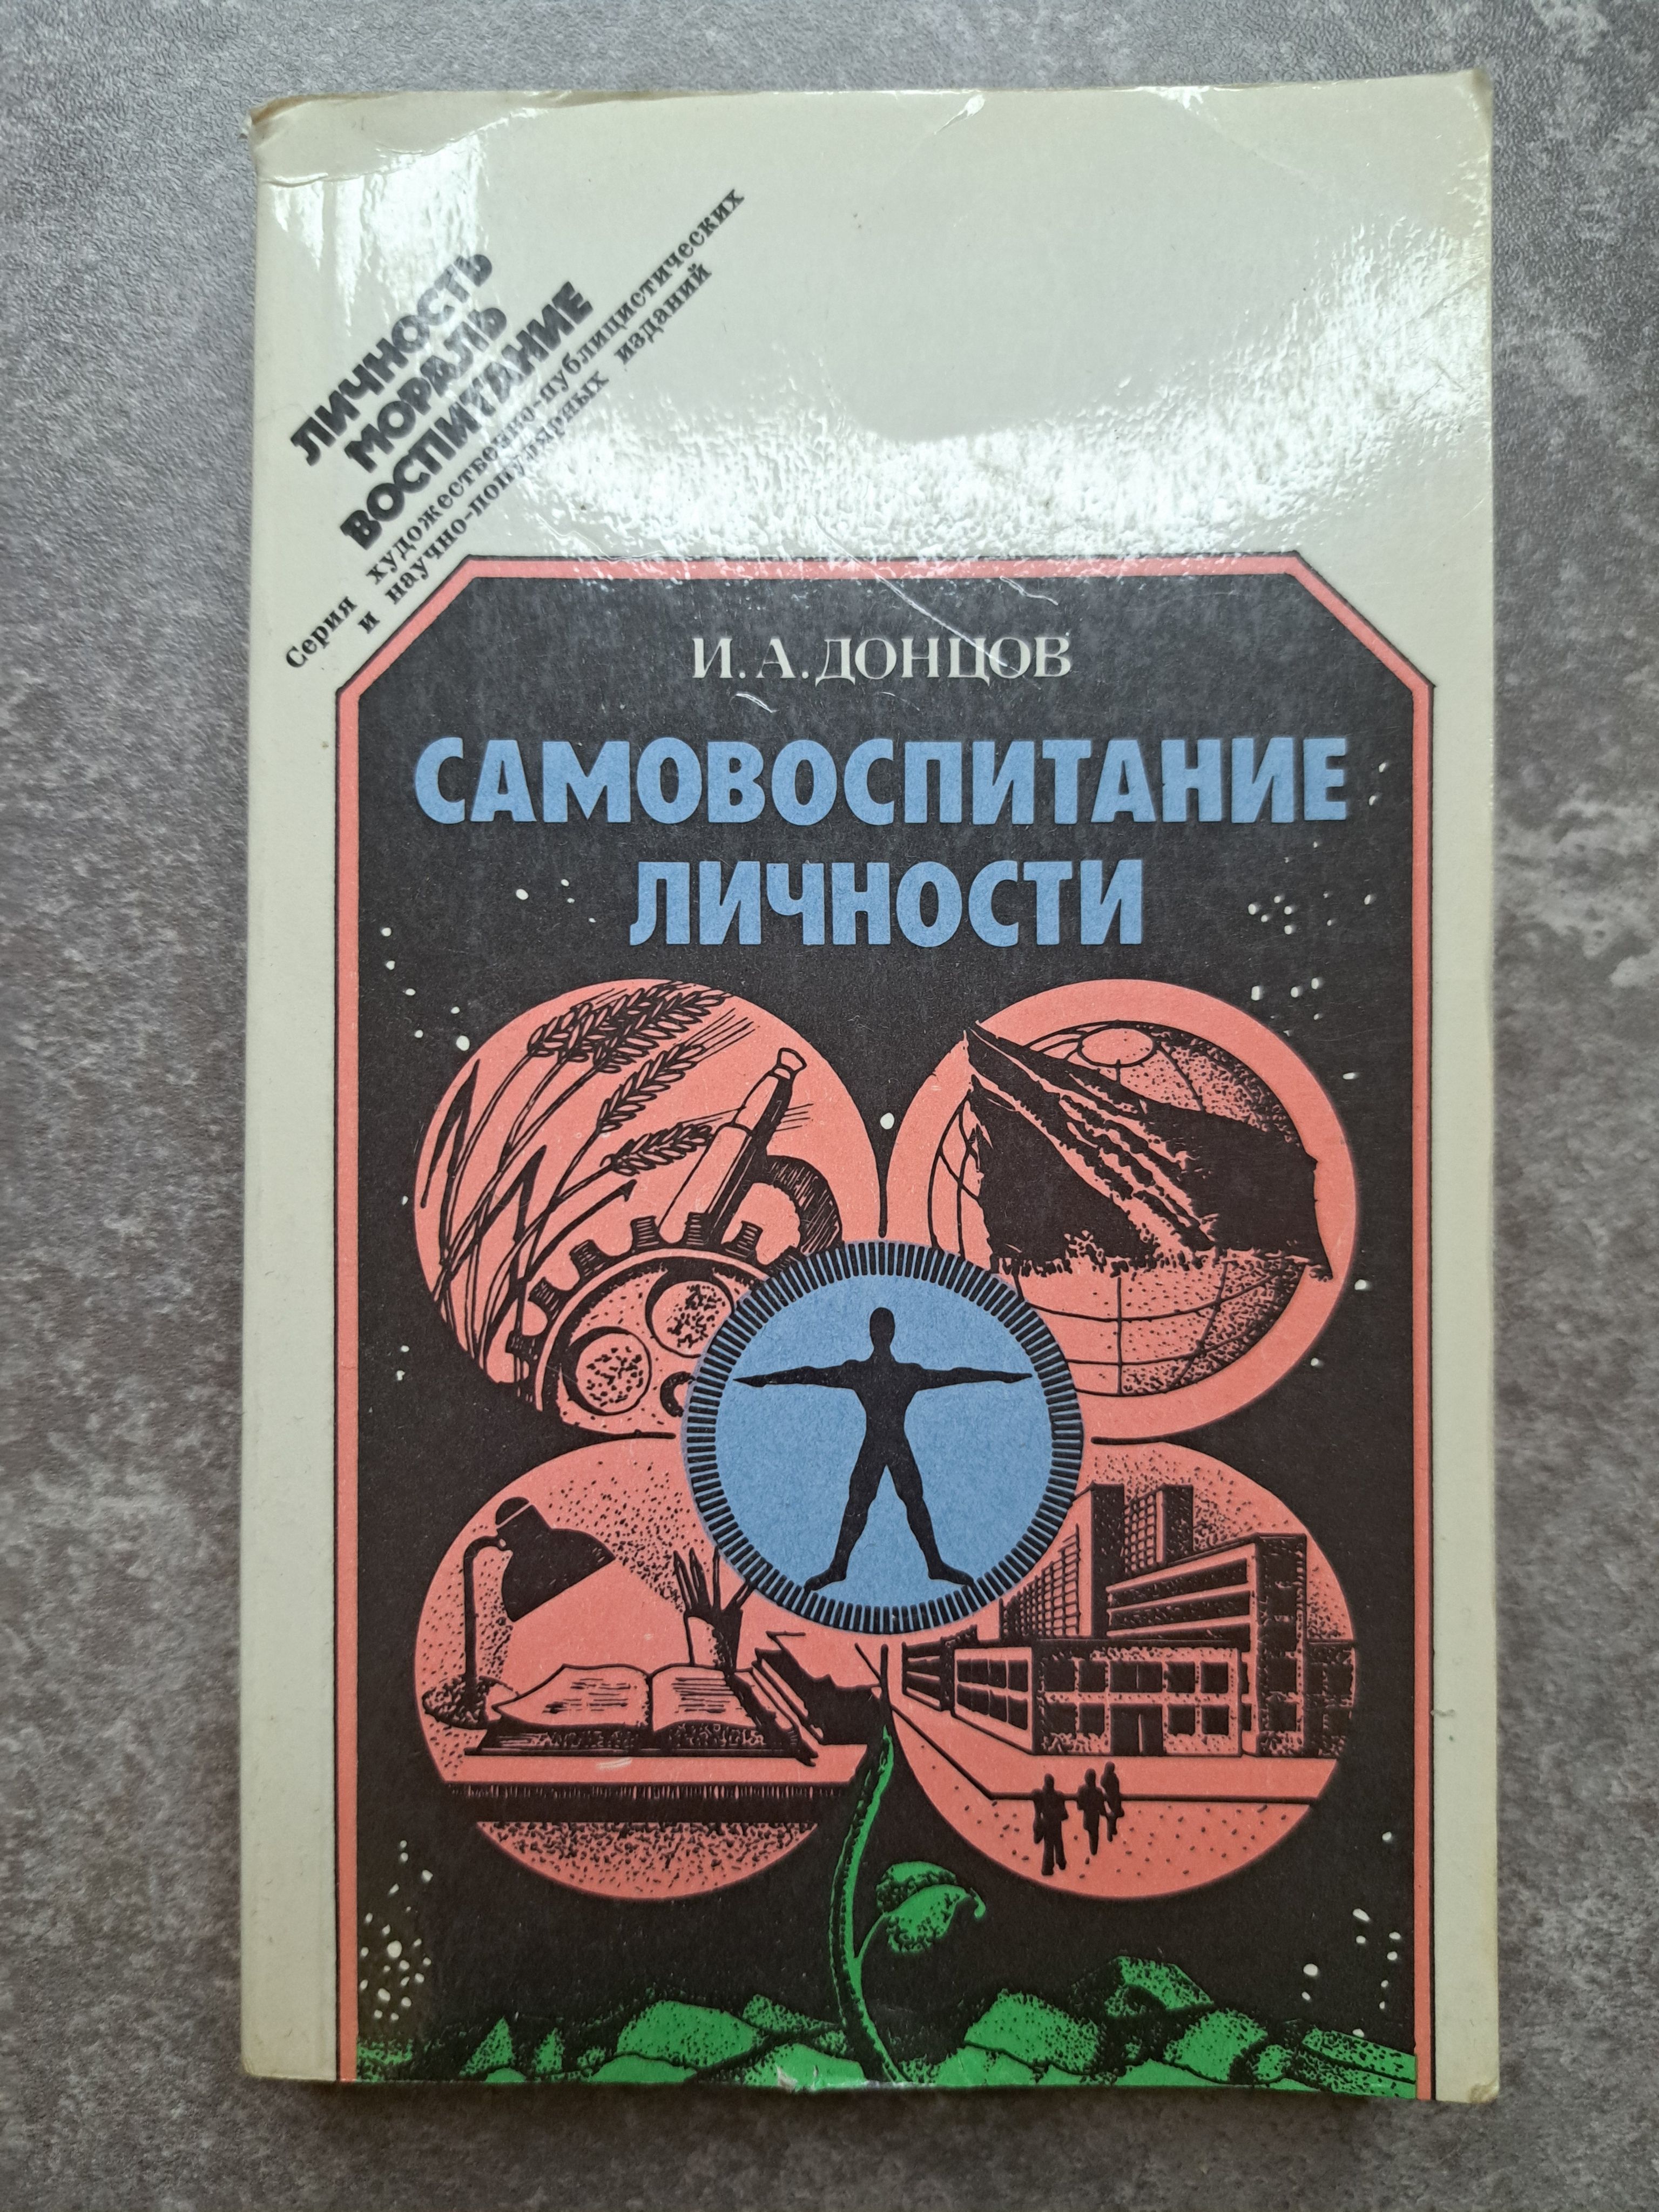 ЛИЧНОСТЬ
МОРАЛЬ
ВОСПИТАНИЕ
Серия художественно-публицистических
и научно-популярных изданий
И. А. ДОНЦОВ
САМОВОСПИТАНИЕ
ЛИЧНОСТИ